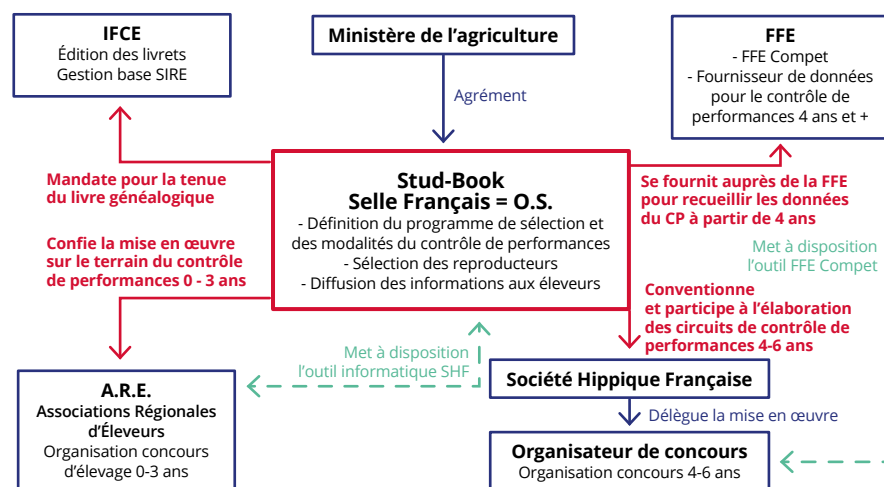 IFCE
Édition des livrets
Gestion base SIRE
Ministère de l'agriculture
FFE
- FFE Compet
- Fournisseur de données
pour le contrôle de
performances 4 ans et +
Agrément
Mandate pour la tenue
du livre généalogique
Stud-Book
Selle Français = O.S.
- Définition du programme de sélection et
des modalités du contrôle de performances
- Sélection des reproducteurs
- Diffusion des informations aux éleveurs
Se fournit auprès de la FFE
pour recueillir les données
du CP à partir de 4 ans
Confie la mise en œuvre
sur le terrain du contrôle
de performances 0 - 3 ans
Met à disposition
l'outil FFE Compet
Conventionne
et participe à l'élaboration
des circuits de contrôle de
performances 4-6 ans
Met à disposition
l'outil informatique SHF
A.R.E.
Associations Régionales
d'Éleveurs
Organisation concours
d'élevage 0-3 ans
Société Hippique Française
Délègue la mise en œuvre
Organisateur de concours
Organisation concours 4-6 ans